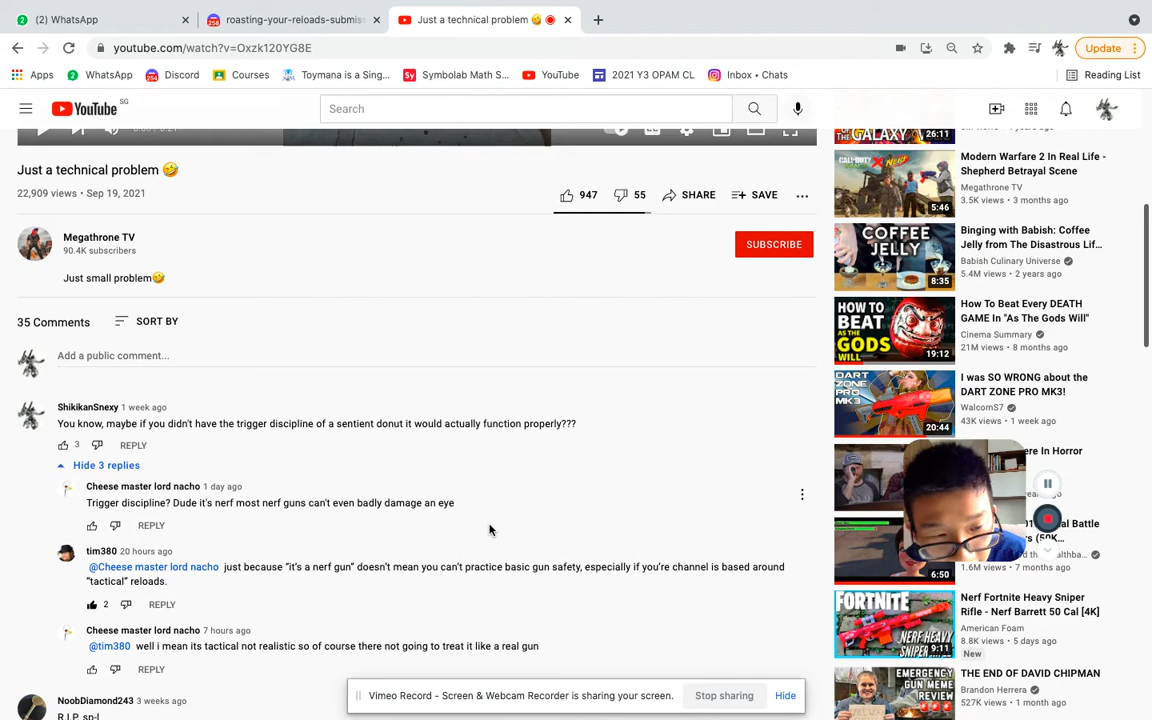 (2) WhatsApp
roasting-your-reloads-submiss
Just a technical problem 🤣
youtube.com/watch?v=Oxzk120YG8E
Update
Apps
WhatsApp
Discord
Courses
Toymana is a Sing...
Symbolab Math S...
YouTube
2021 Y3 OPAM CL
Inbox • Chats
Reading List
YouTube SG
Search
Just a technical problem 🤣
22,909 views • Sep 19, 2021
947
55
SHARE
SAVE
Megathrone TV
90.4K subscribers
SUBSCRIBE
Just small problem🤣
35 Comments
SORT BY
Add a public comment...
ShikikanSnexy 1 week ago
You know, maybe if you didn't have the trigger discipline of a sentient donut it would actually function properly???
3
REPLY
Hide 3 replies
Cheese master lord nacho 1 day ago
Trigger discipline? Dude it's nerf most nerf guns can't even badly damage an eye
REPLY
tim380 20 hours ago
@Cheese master lord nacho just because "it's a nerf gun" doesn't mean you can't practice basic gun safety, especially if you're channel is based around
"tactical" reloads.
2
REPLY
Cheese master lord nacho 7 hours ago
@tim380 well i mean its tactical not realistic so of course there not going to treat it like a real gun
REPLY
NoobDiamond243 3 weeks ago
R.I.P. sp-l
Vimeo Record - Screen & Webcam Recorder is sharing your screen.
Stop sharing
Hide
OF THE GALAXY
26:11
Modern Warfare 2 In Real Life -
Shepherd Betrayal Scene
Megathrone TV
3.5K views • 3 months ago
CALL OF DUTY
NERF
5:46
Binging with Babish: Coffee
Jelly from The Disastrous Lif...
Babish Culinary Universe
5.4M views • 2 years ago
COFFEE
JELLY
8:35
How To Beat Every DEATH
GAME In "As The Gods Will"
Cinema Summary
21M views • 8 months ago
HOW TO
BEAT
AS THE
GODS
WILL
19:12
I was SO WRONG about the
DART ZONE PRO MK3!
WalcomS7
43K views • 1 week ago
20:44
ere In Horror
Battle
1.6M views • 7 months ago
6:50
Nerf Fortnite Heavy Sniper
Rifle - Nerf Barrett 50 Cal [4K]
American Foam
8.8K views • 5 days ago
New
FORTNITE
NERF HEAVY
SNIPER
9:11
THE END OF DAVID CHIPMAN
Brandon Herrera
527K views • 1 month ago
EMERGENCY
GUN MEME
REVIEW